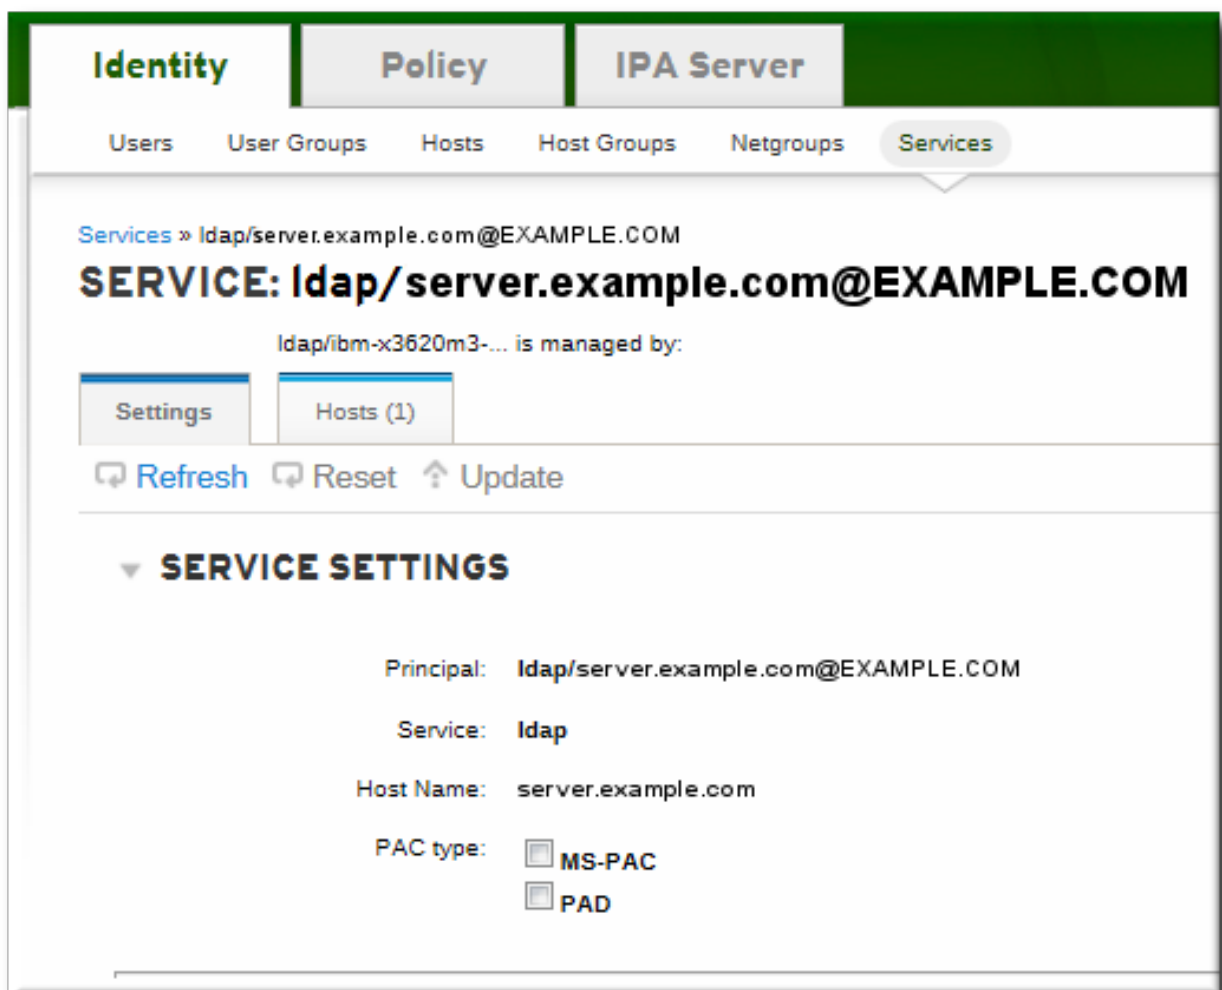 Identity Policy IPA Server
Users User Groups Hosts Host Groups Netgroups Services
Services » ldap/server.example.com@EXAMPLE.COM
SERVICE: ldap/server.example.com@EXAMPLE.COM
ldap/ibm-x3620m3-... is managed by:
Settings Hosts (1)
Refresh Reset Update
SERVICE SETTINGS
Principal: ldap/server.example.com@EXAMPLE.COM
Service: ldap
Host Name: server.example.com
PAC type: MS-PAC
PAD